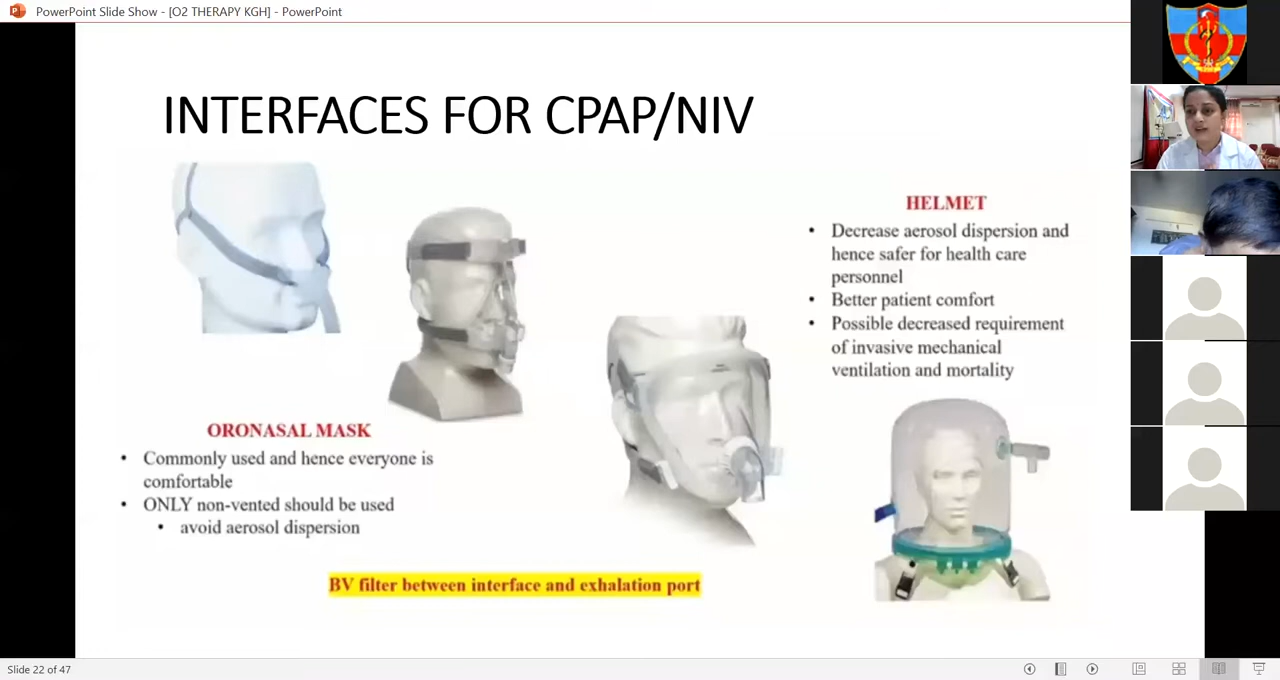 PowerPoint Slide Show - [O2 THERAPY KGH] - PowerPoint
INTERFACES FOR CPAP/NIV
HELMET
• Decrease aerosol dispersion and
hence safer for health care
personnel
• Better patient comfort
• Possible decreased requirement
of invasive mechanical
ventilation and mortality
ORONASAL MASK
• Commonly used and hence everyone is
comfortable
• ONLY non-vented should be used
• avoid aerosol dispersion
BV filter between interface and exhalation port
Slide 22 of 47